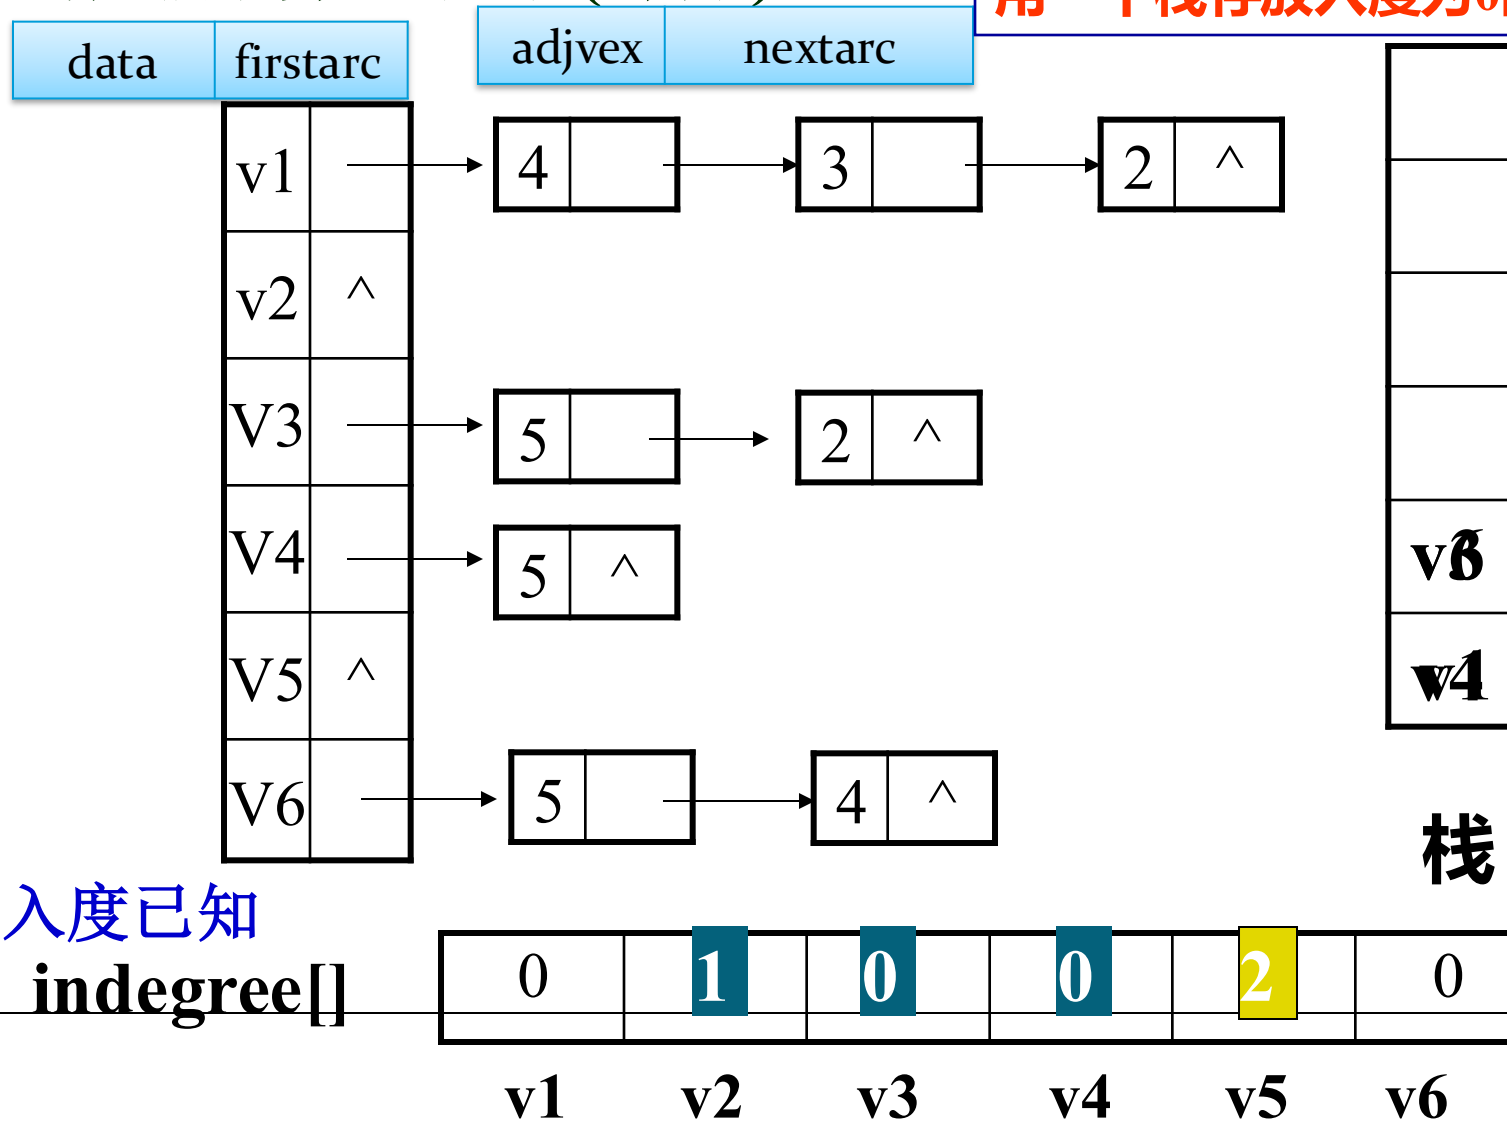 data firstarc adjvex nextarc
v1 4 3 2 ^
v2 ^
V3 5 2 ^
V4 5 ^
V5 ^
V6 5 4 ^
栈
入度已知
indegree[] 0 1 0 0 2 0
v1 v2 v3 v4 v5 v6